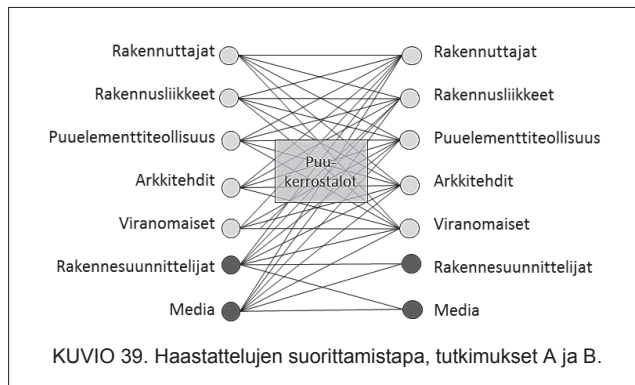 Rakennuttajat
Rakennuttajat
Rakennusliikkeet
Rakennusliikkeet
Puuelementtiteollisuus
Puuelementtiteollisuus
Puu-
kerrostalot
Arkkitehdit
Arkkitehdit
Viranomaiset
Viranomaiset
Rakennesuunnittelijat
Rakennesuunnittelijat
Media
Media
KUVIO 39. Haastattelujen suorittamistapa, tutkimukset A ja B.